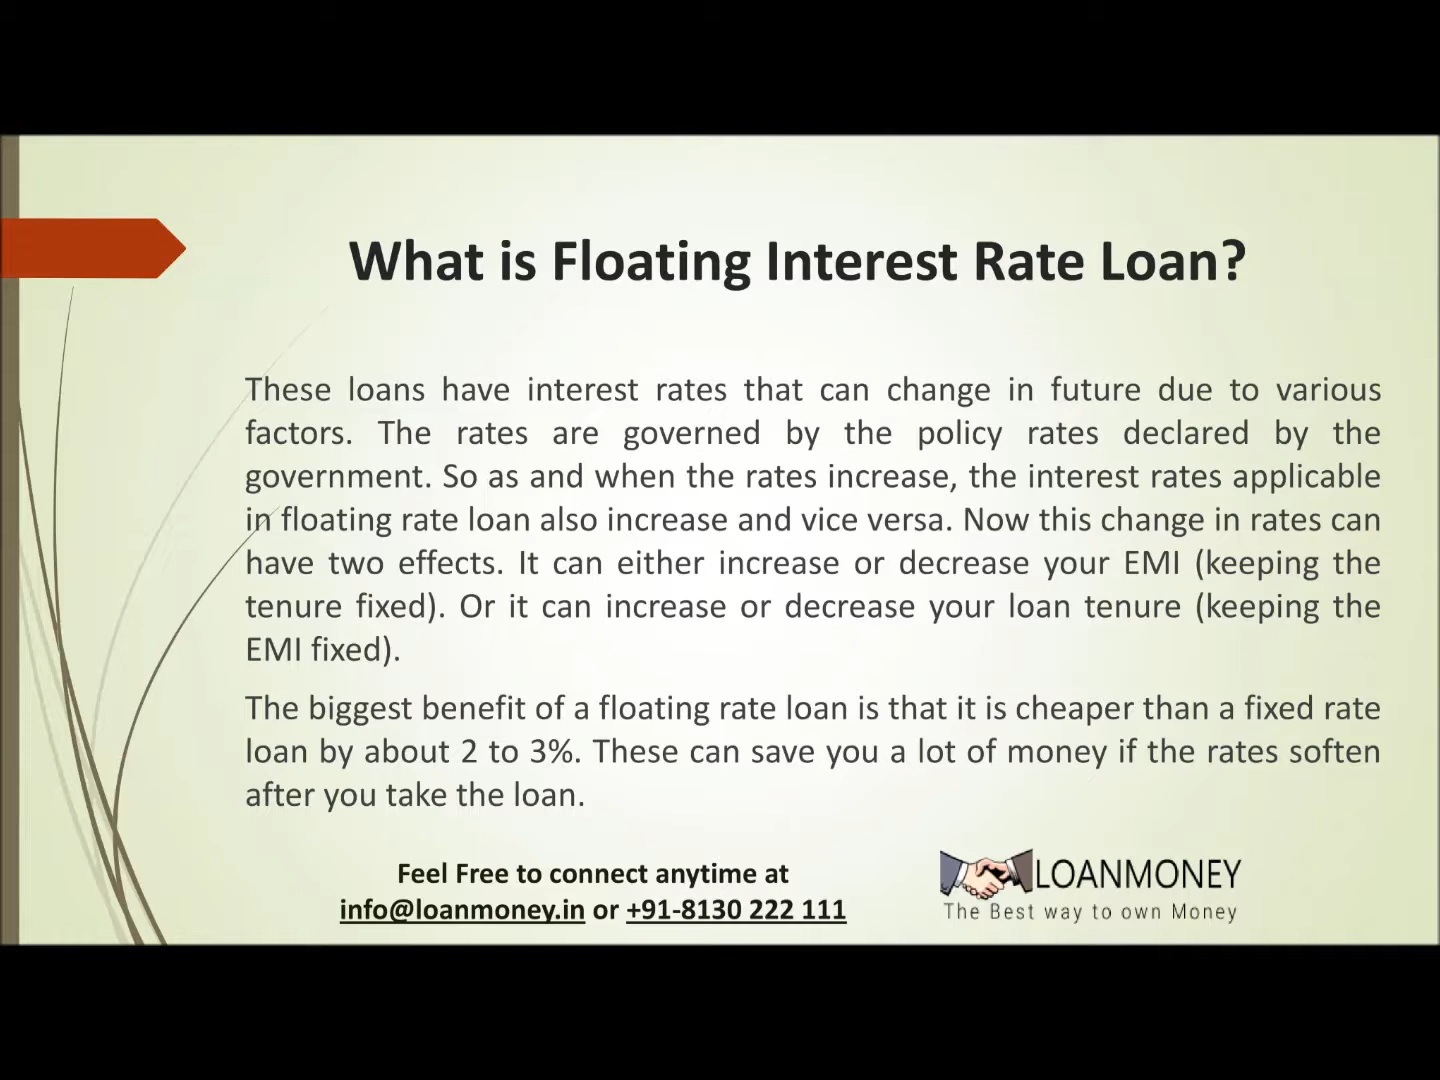 What is Floating Interest Rate Loan?
These loans have interest rates that can change in future due to various
factors. The rates are governed by the policy rates declared by the
government. So as and when the rates increase, the interest rates applicable
in floating rate loan also increase and vice versa. Now this change in rates can
have two effects. It can either increase or decrease your EMI (keeping the
tenure fixed). Or it can increase or decrease your loan tenure (keeping the
EMI fixed).
The biggest benefit of a floating rate loan is that it is cheaper than a fixed rate
loan by about 2 to 3%. These can save you a lot of money if the rates soften
after you take the loan.
Feel Free to connect anytime at
info@loanmoney.in or +91-8130 222 111
LOANMONEY
The Best way to own Money